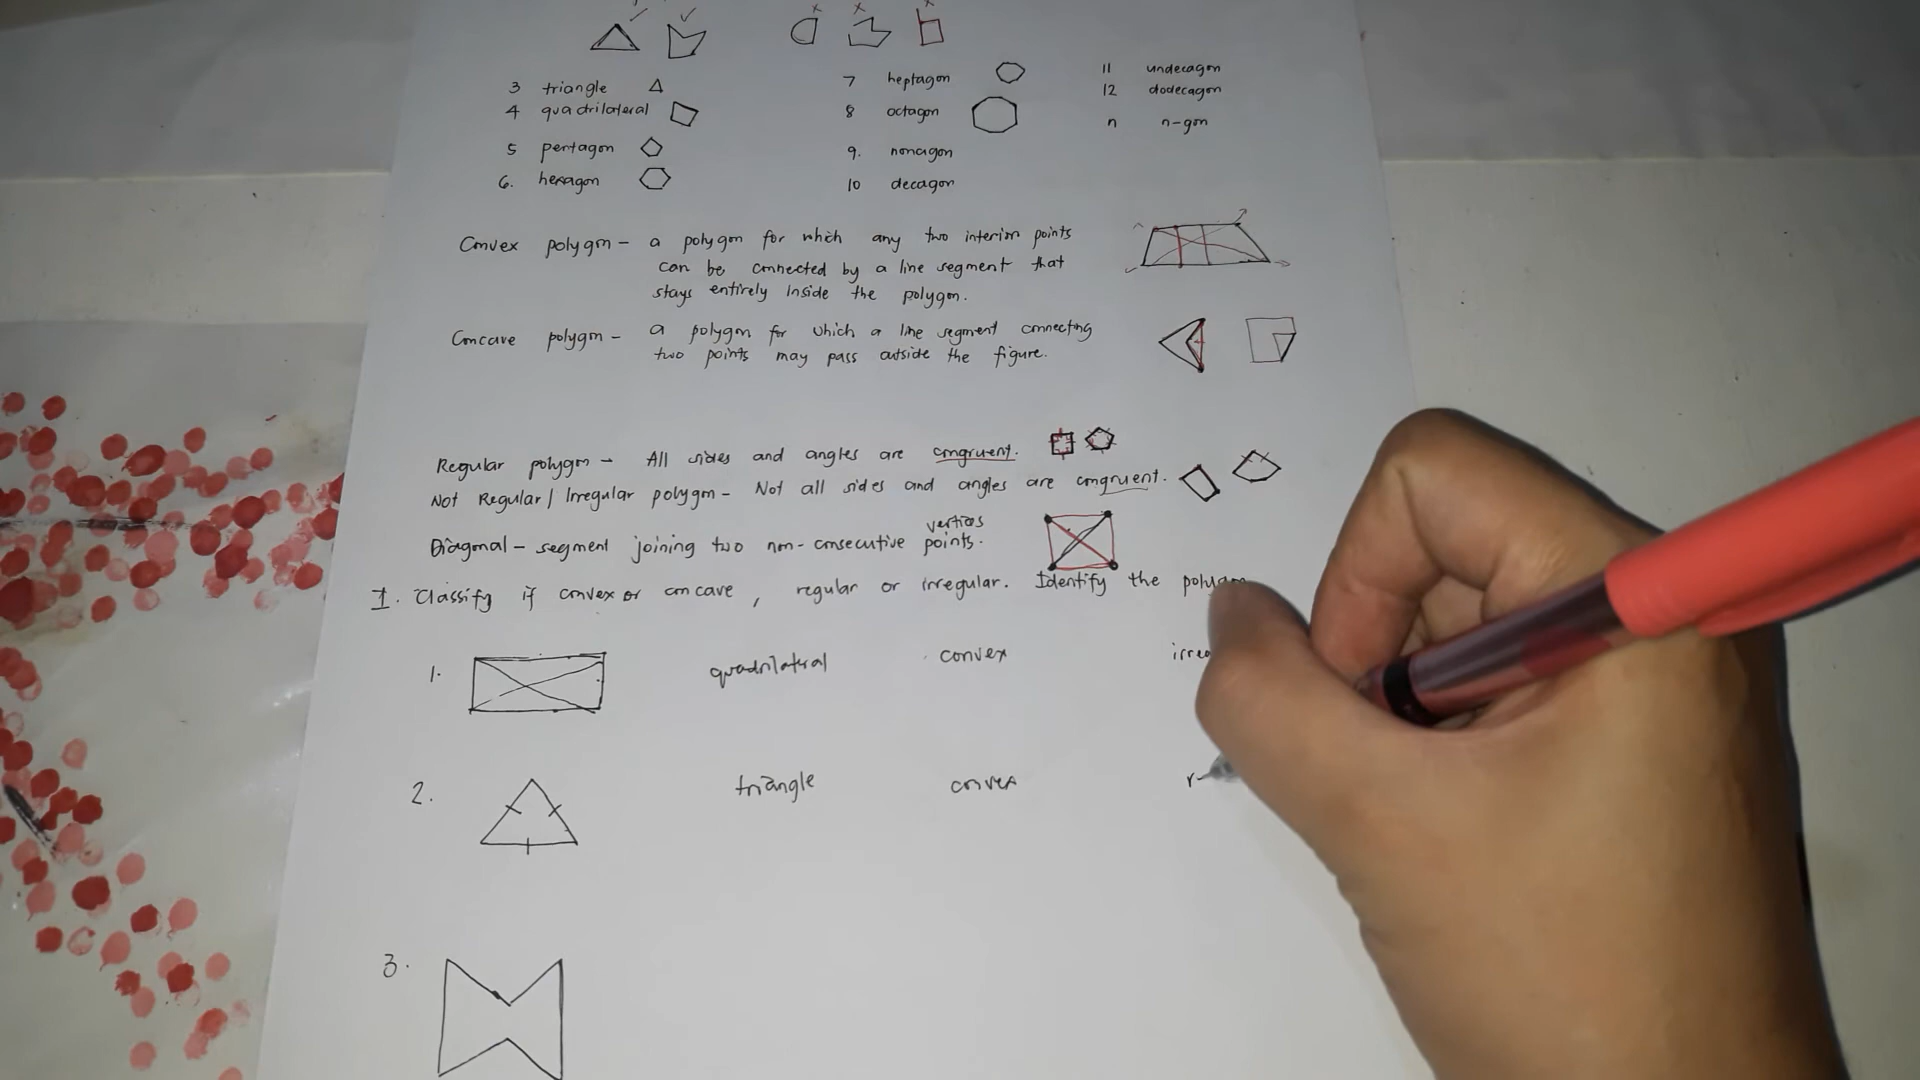 3 triangle
4 quadrilateral
5 pentagon
6. hexagon
7 heptagon
8 octagon
9. nonagon
10 decagon
11 undecagon
12 dodecagon
n n-gon
Convex polygon - a polygon for which any two interior points
can be connected by a line segment that
stays entirely inside the polygon.
Concave polygon - a polygon for which a line segment connecting
two points may pass outside the figure.
Regular polygon - All sides and angles are congruent.
Not Regular / Irregular polygon - Not all sides and angles are congruent.
vertices
Diagonal - segment joining two non-consecutive points.
I. Classify if convex or concave, regular or irregular. Identify the polygon
1. quadrilateral convex
2. triangle convex r
3.